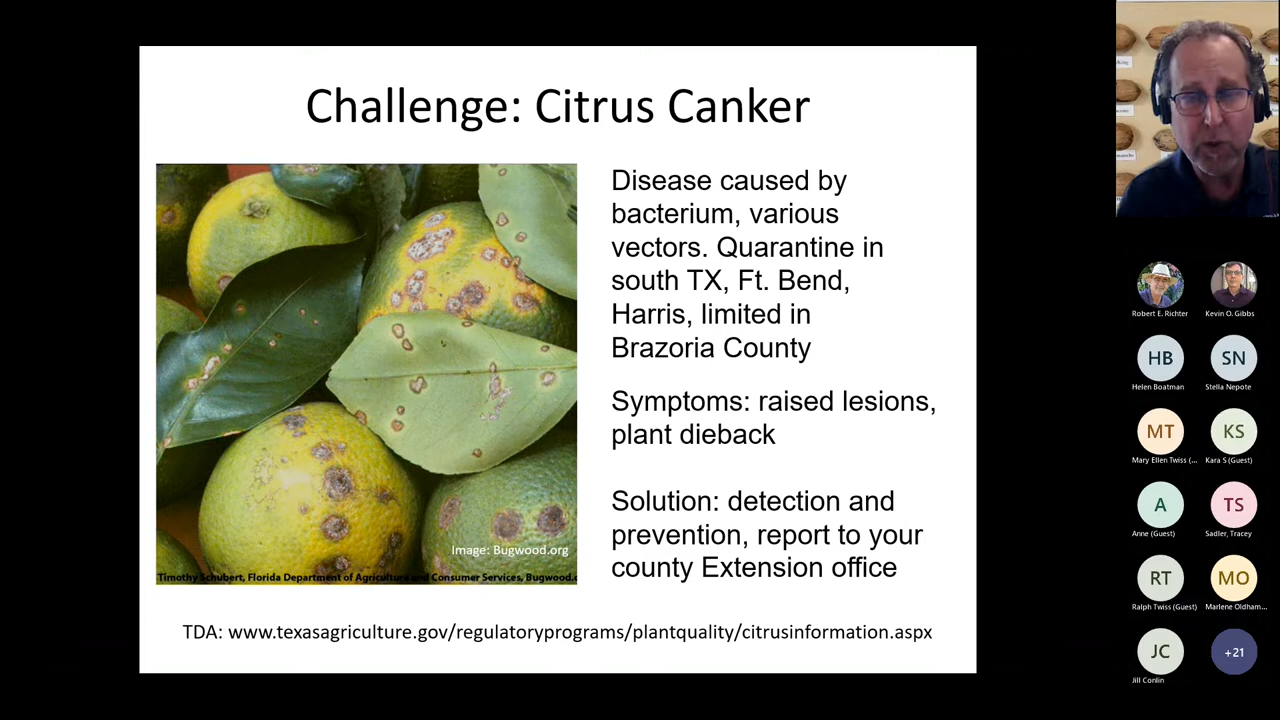 Challenge: Citrus Canker
Disease caused by
bacterium, various
vectors. Quarantine in
south TX, Ft. Bend,
Harris, limited in
Brazoria County
Symptoms: raised lesions,
plant dieback
Solution: detection and
prevention, report to your
county Extension office
Image: Bugwood.org
Timothy Schubert, Florida Department of Agriculture and Consumer Services, Bugwood.
TDA: www.texasagriculture.gov/regulatoryprograms/plantquality/citrusinformation.aspx
Robert E. Richter
Kevin O. Gibbs
HB
SN
Helen Boatman
Stella Nepote
MT
KS
Mary Ellen Twiss (...
Kara S (Guest)
A
TS
Anne (Guest)
Sadler, Tracey
RT
MO
Ralph Twiss (Guest)
Marlene Oldham...
JC
+21
Jill Conlin